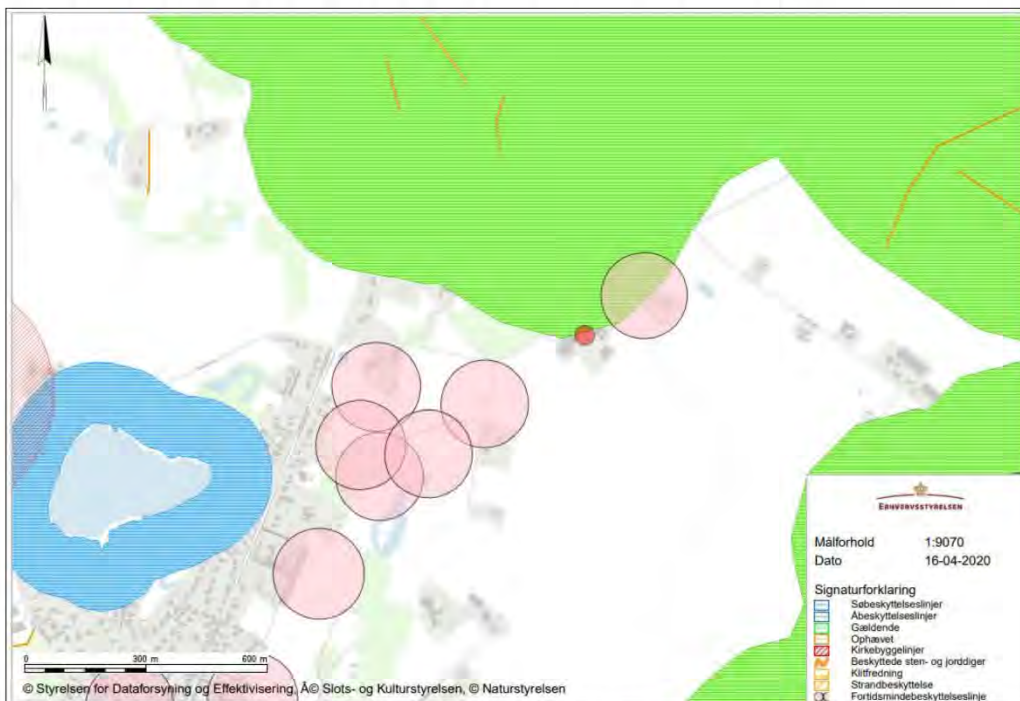 ERHVERVSSTYRELSEN
Målforhold 1:9070
Dato 16-04-2020
Signaturforklaring
Søbeskyttelseslinjer
Åbeskyttelseslinjer
Gældende
Ophævet
Kirkebyggelinjer
Beskyttede sten- og jorddiger
Klitfredning
Strandbeskyttelse
Fortidsmindebeskyttelseslinje
0 300 m 600 m
© Styrelsen for Dataforsyning og Effektivisering, Â© Slots- og Kulturstyrelsen, © Naturstyrelsen